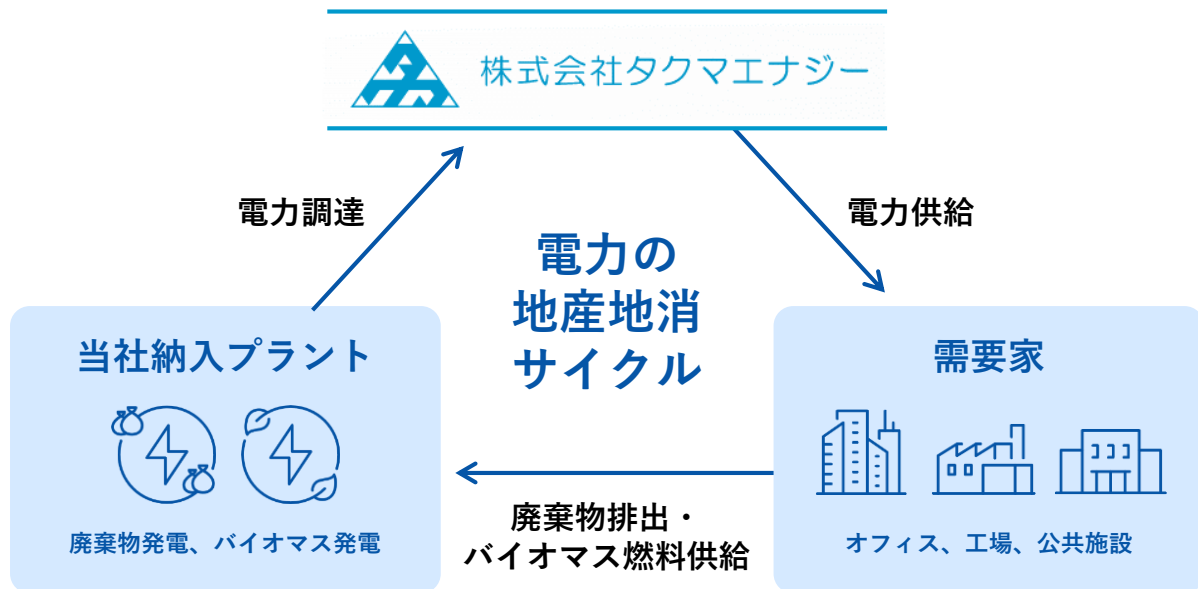 株式会社タクマエナジー
電力調達
電力供給
電力の
地産地消
サイクル
当社納入プラント
廃棄物発電、バイオマス発電
需要家
オフィス、工場、公共施設
廃棄物排出・
バイオマス燃料供給